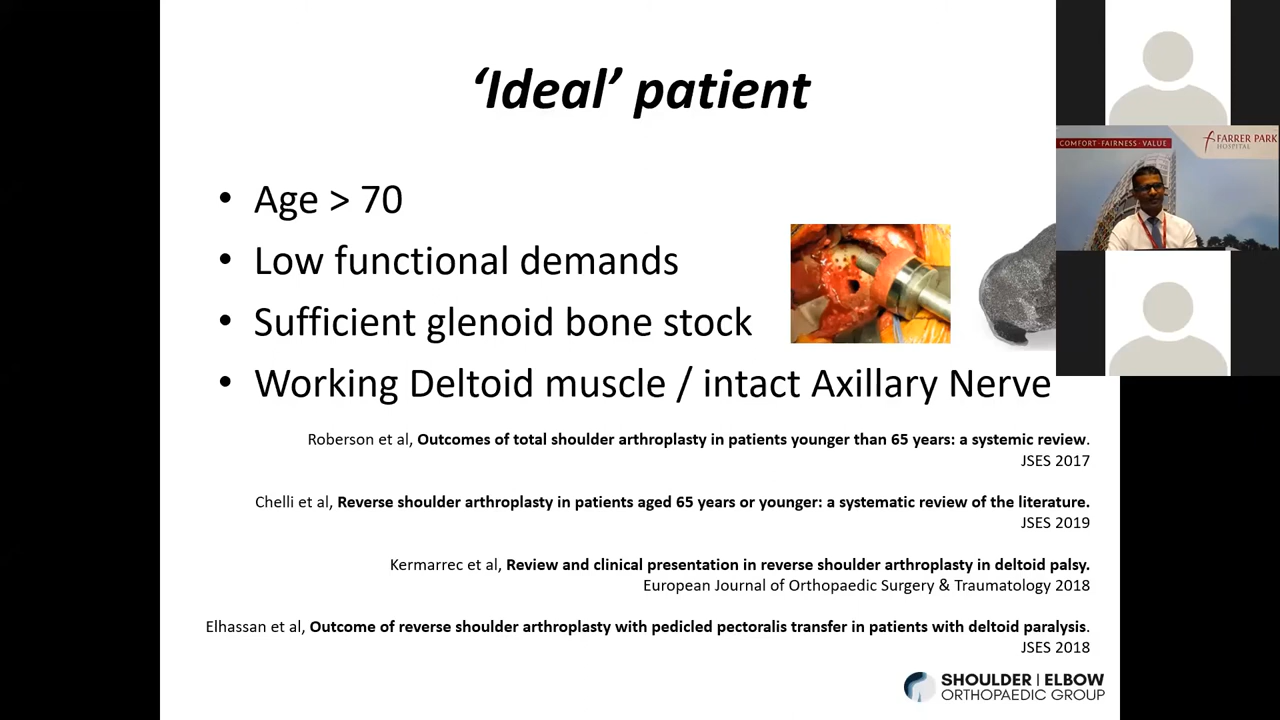 ‘Ideal’ patient
COMFORT·FAIRNESS·VALUE
FARRER PARK
HOSPITAL
• Age > 70
• Low functional demands
• Sufficient glenoid bone stock
• Working Deltoid muscle / intact Axillary Nerve
Roberson et al, Outcomes of total shoulder arthroplasty in patients younger than 65 years: a systemic review.
JSES 2017
Chelli et al, Reverse shoulder arthroplasty in patients aged 65 years or younger: a systematic review of the literature.
JSES 2019
Kermarrec et al, Review and clinical presentation in reverse shoulder arthroplasty in deltoid palsy.
European Journal of Orthopaedic Surgery & Traumatology 2018
Elhassan et al, Outcome of reverse shoulder arthroplasty with pedicled pectoralis transfer in patients with deltoid paralysis.
JSES 2018
SHOULDER | ELBOW
ORTHOPAEDIC GROUP